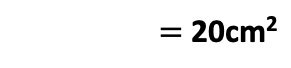 = 20cm²